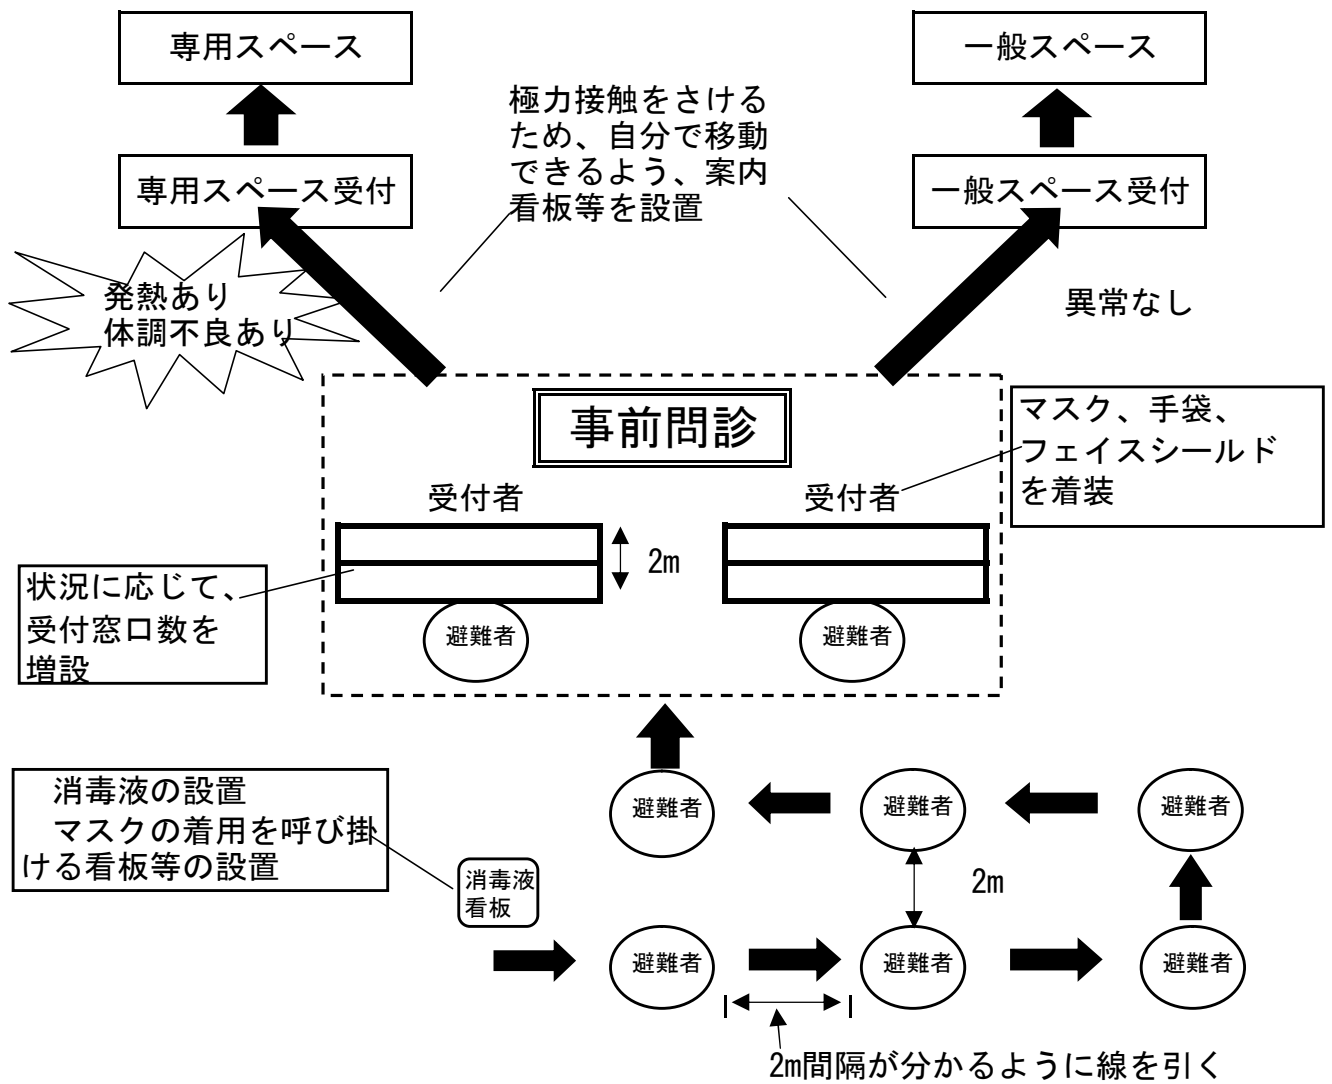 専用スペース
一般スペース
極力接触をさける
ため、自分で移動
できるよう、案内
看板等を設置
専用スペース受付
一般スペース受付
発熱あり
体調不良あり
異常なし
事前問診
マスク、手袋、
フェイスシールド
を着装
受付者
受付者
2m
状況に応じて、
受付窓口数を
増設
避難者
避難者
消毒液の設置
マスクの着用を呼び掛
ける看板等の設置
消毒液
看板
避難者
避難者
避難者
2m
避難者
避難者
避難者
2m間隔が分かるように線を引く